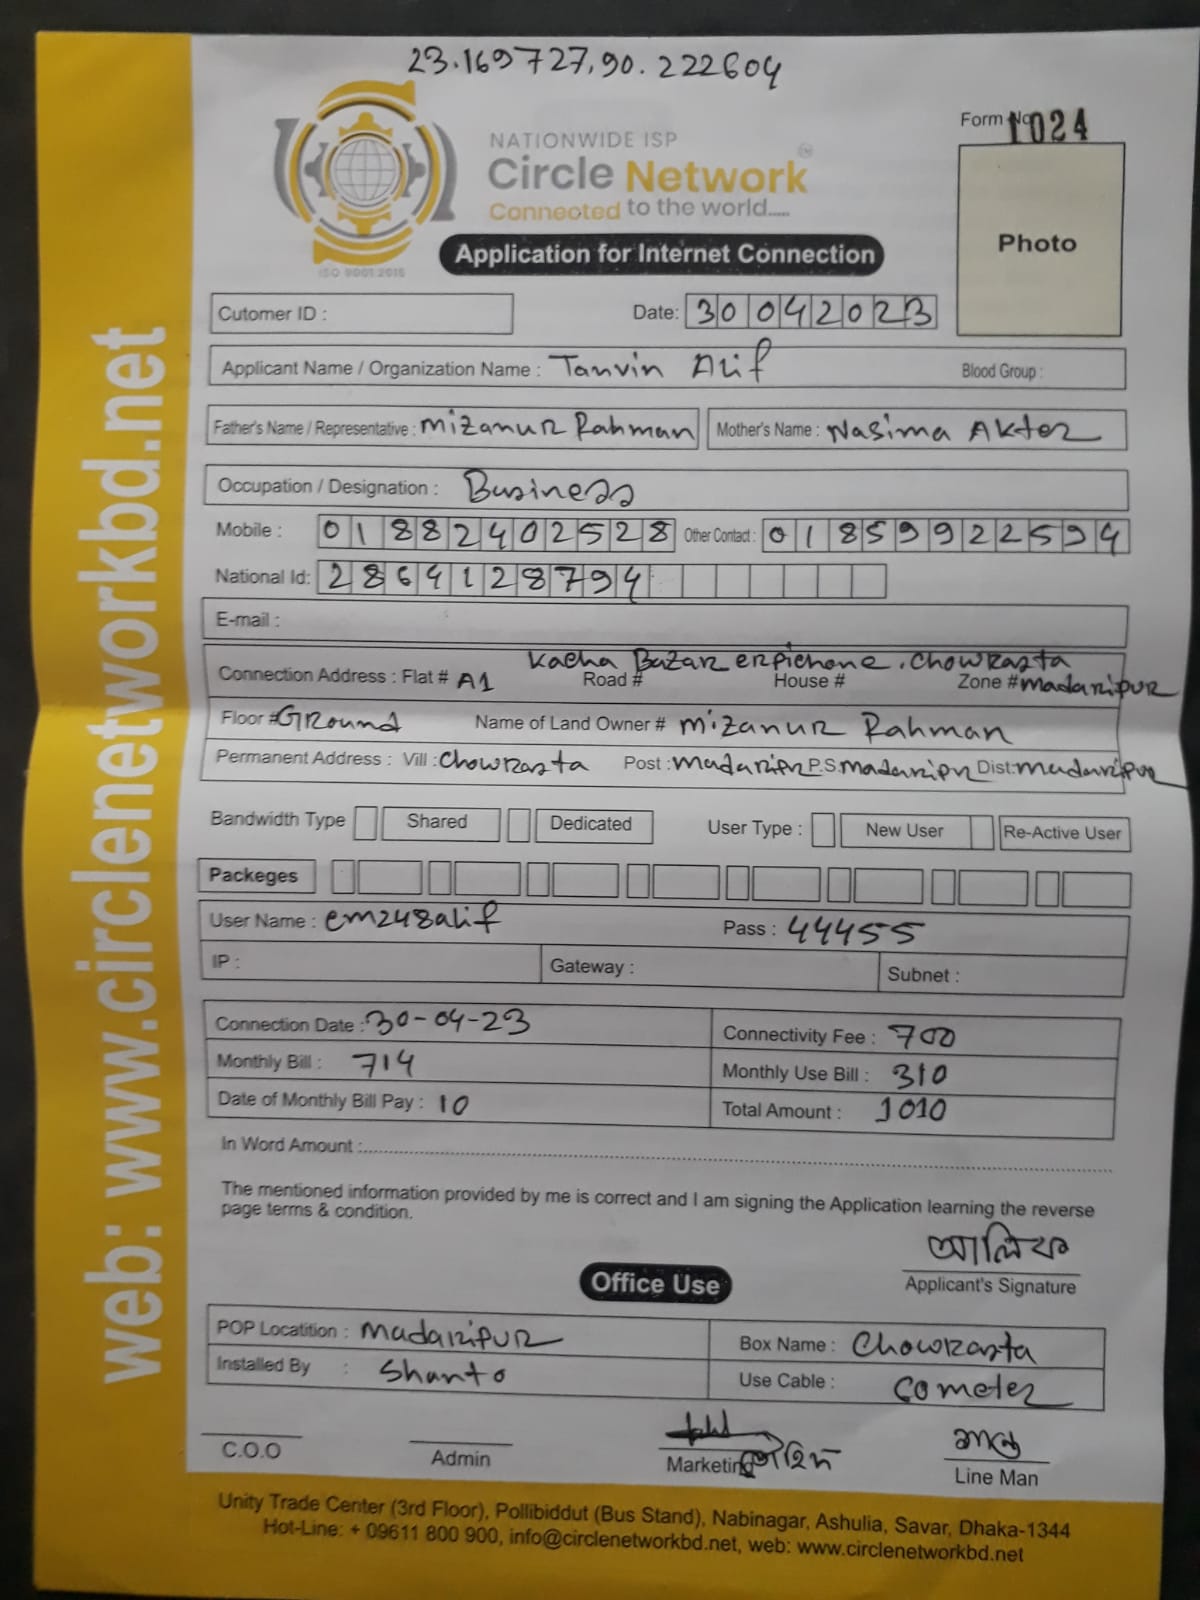 23.169727,90.222604
Form No 1024
NATIONWIDE ISP
Circle Network
Connected to the world.....
ISO 9001:2015
Application for Internet Connection
Photo
Cutomer ID :
Date: 30042023
Applicant Name / Organization Name : Tanvin Alif Blood Group :
Father's Name / Representative : Mizanur Rahman Mother's Name : Nasima Akter
Occupation / Designation : Business
Mobile : 01882402528 Other Contact : 01859922594
National Id: 2864128794
E-mail :
Kacha Bazar erpichone, Chowrasta
Connection Address : Flat # A1 Road # House # Zone # madaripur
Floor # Ground Name of Land Owner # Mizanur Rahman
Permanent Address : Vill : Chowrasta Post : madaripr P.S. madaripr Dist: madaripur
Bandwidth Type Shared Dedicated User Type : New User Re-Active User
Packeges
User Name : em248alif Pass : 44455
IP : Gateway : Subnet :
Connection Date : 30-04-23 Connectivity Fee : 700
Monthly Bill : 714 Monthly Use Bill : 310
Date of Monthly Bill Pay : 10 Total Amount : 1010
In Word Amount :
The mentioned information provided by me is correct and I am signing the Application learning the reverse
page terms & condition.
আলিফ
Applicant's Signature
Office Use
POP Locatition : Madaripur Box Name : Chowrasta
Installed By : Shanto Use Cable : 60 meter
C.O.O Admin Marketing Line Man
Unity Trade Center (3rd Floor), Pollibiddut (Bus Stand), Nabinagar, Ashulia, Savar, Dhaka-1344
Hot-Line: + 09611 800 900, info@circlenetworkbd.net, web: www.circlenetworkbd.net
web: www.circlenetworkbd.net